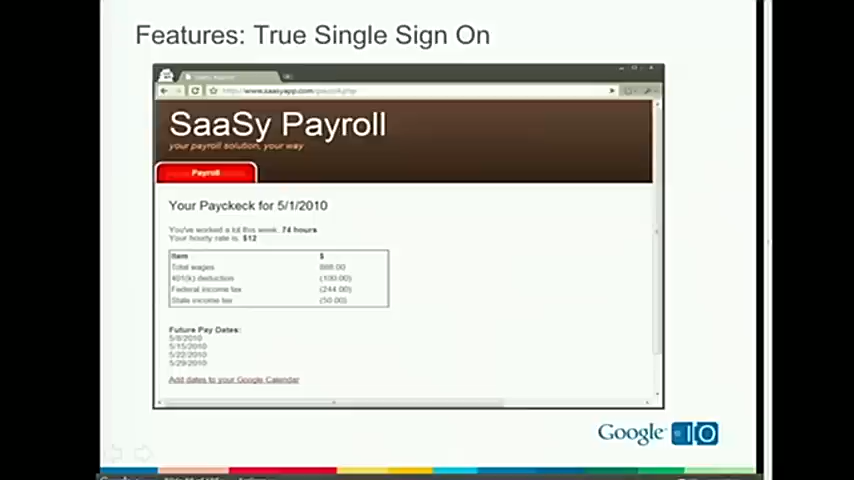 Features: True Single Sign On
SaaSy Payroll
your payroll solution, your way
Payroll
Your Payckeck for 5/1/2010
You've worked a lot this week. 74 hours
Your hourly rate is. $12
Item $
Total wages 888.00
401(k) deduction (100.00)
Federal income tax (244.00)
State income tax (50.00)
Future Pay Dates:
5/8/2010
5/15/2010
5/22/2010
5/29/2010
Add dates to your Google Calendar
Google IO